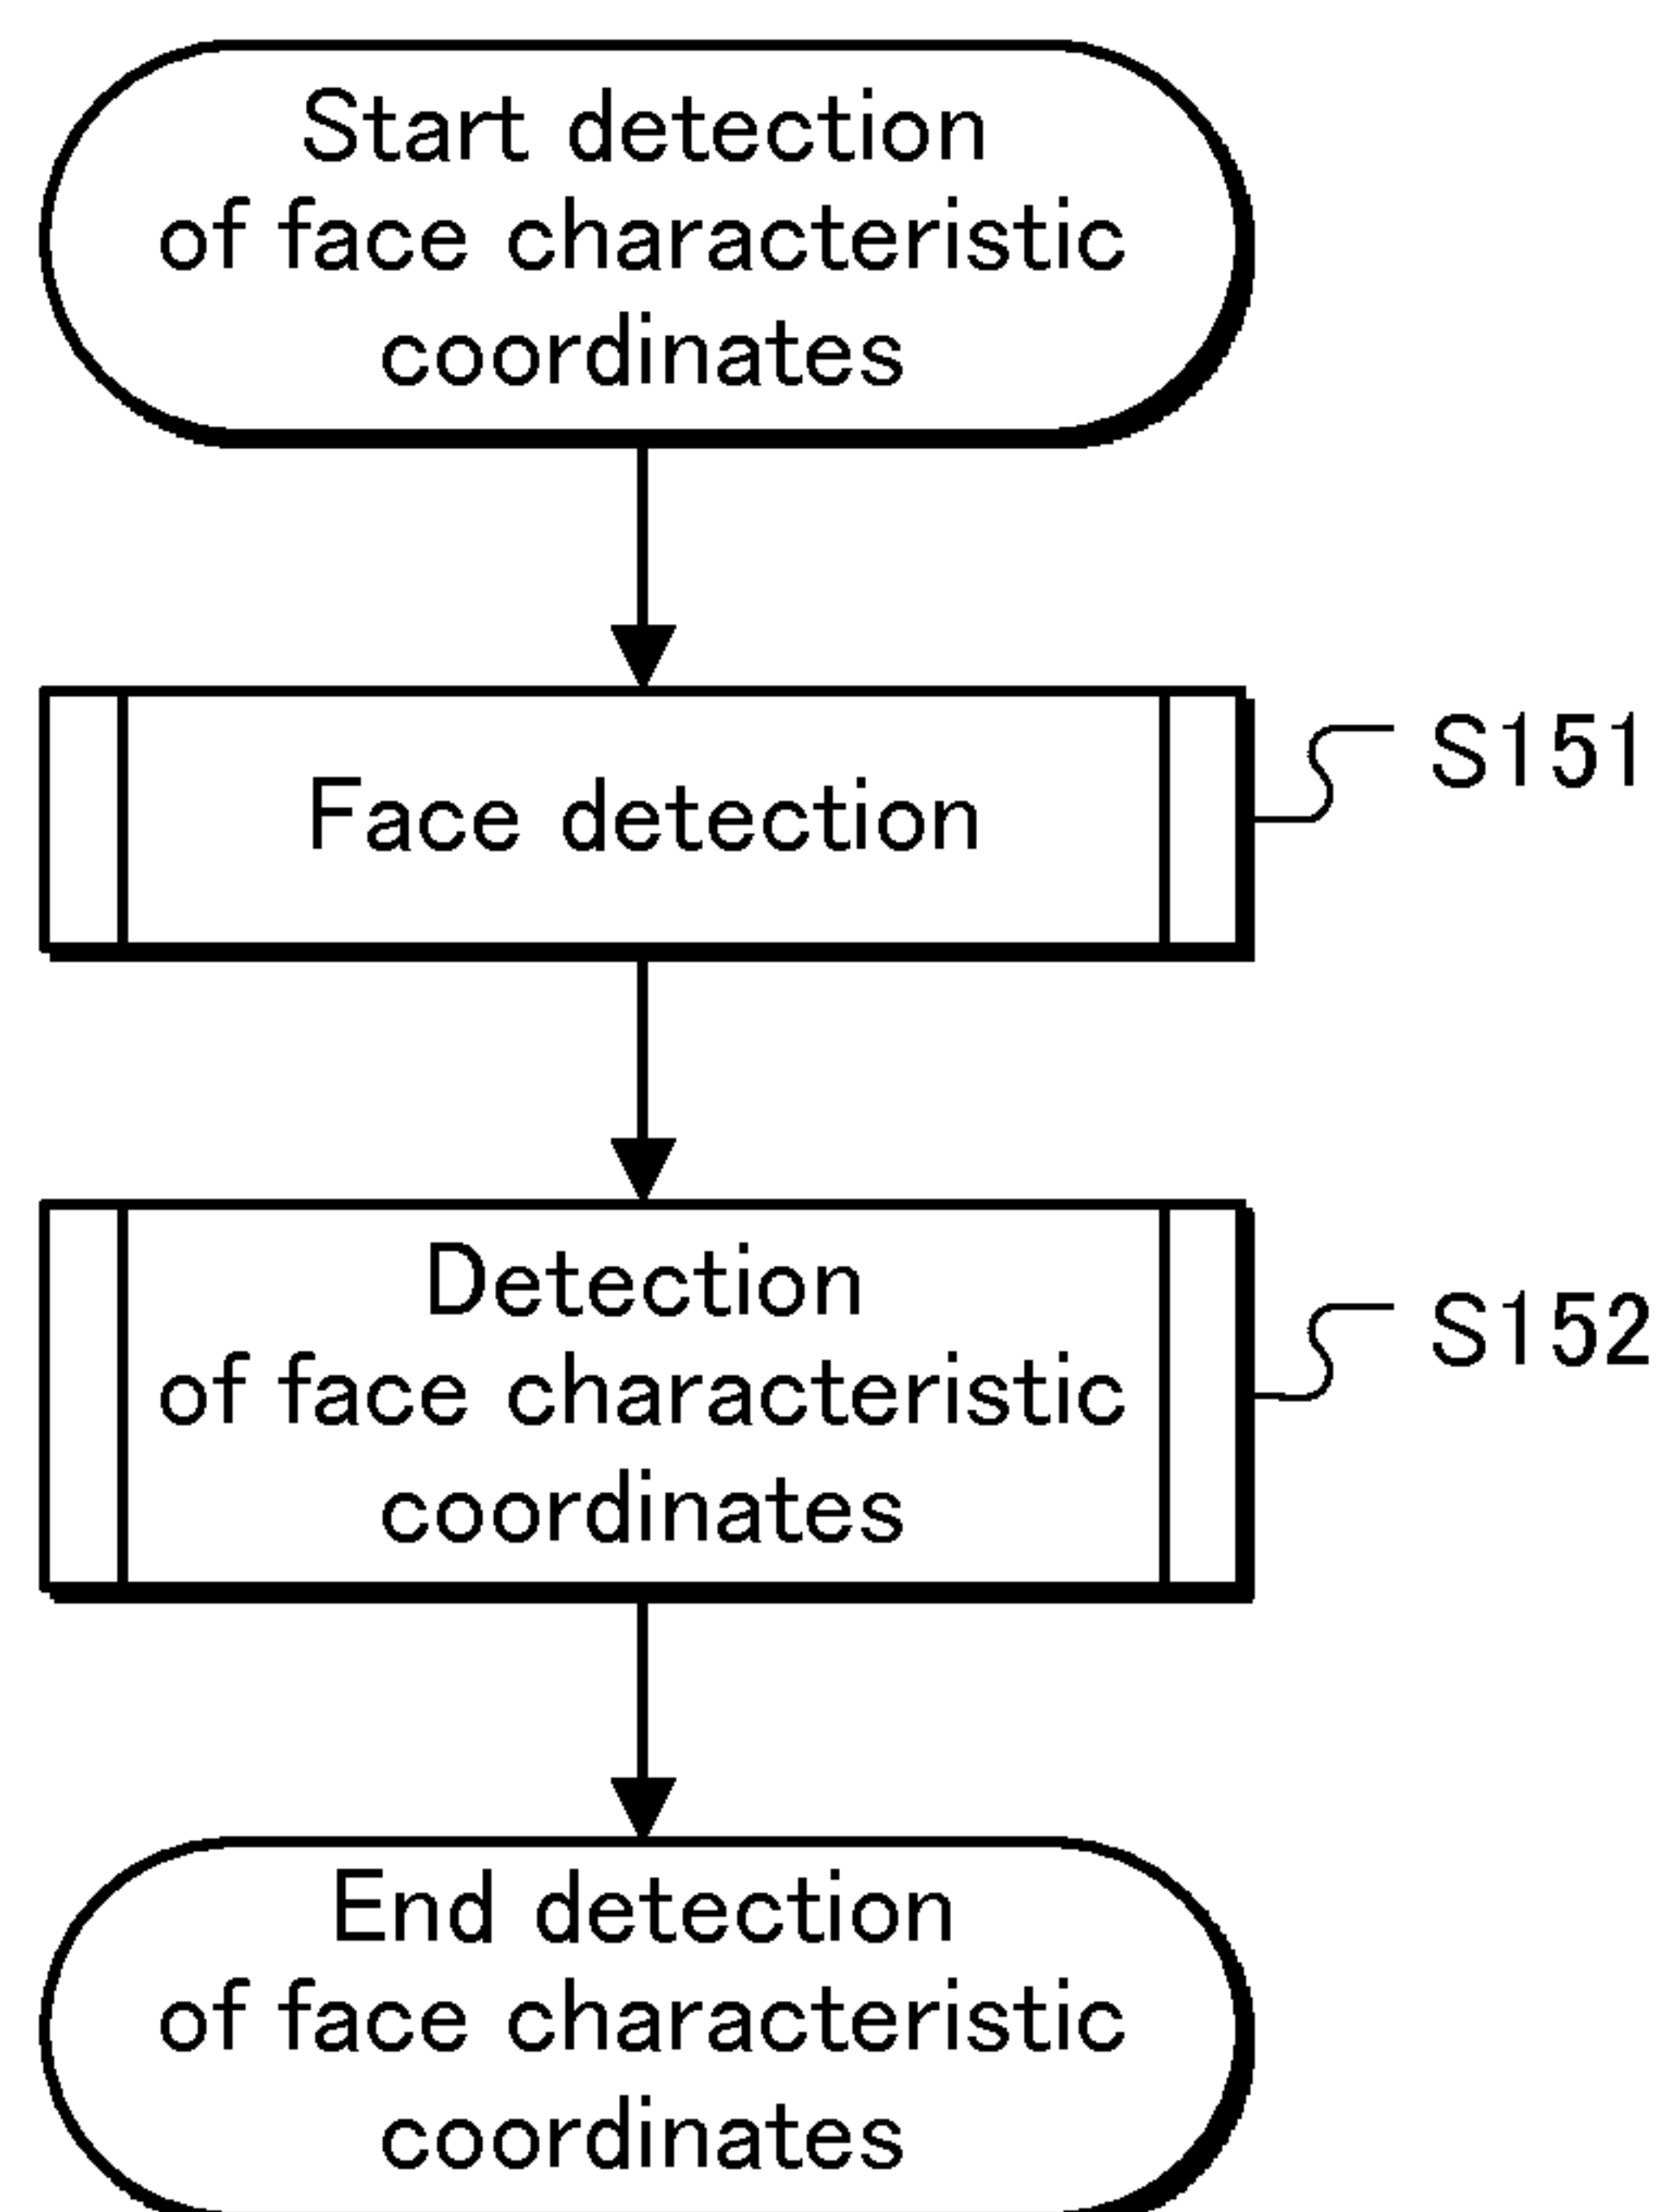 Start detection
of face characteristic
coordinates
Face detection
S151
Detection
of face characteristic
coordinates
S152
End detection
of face characteristic
coordinates